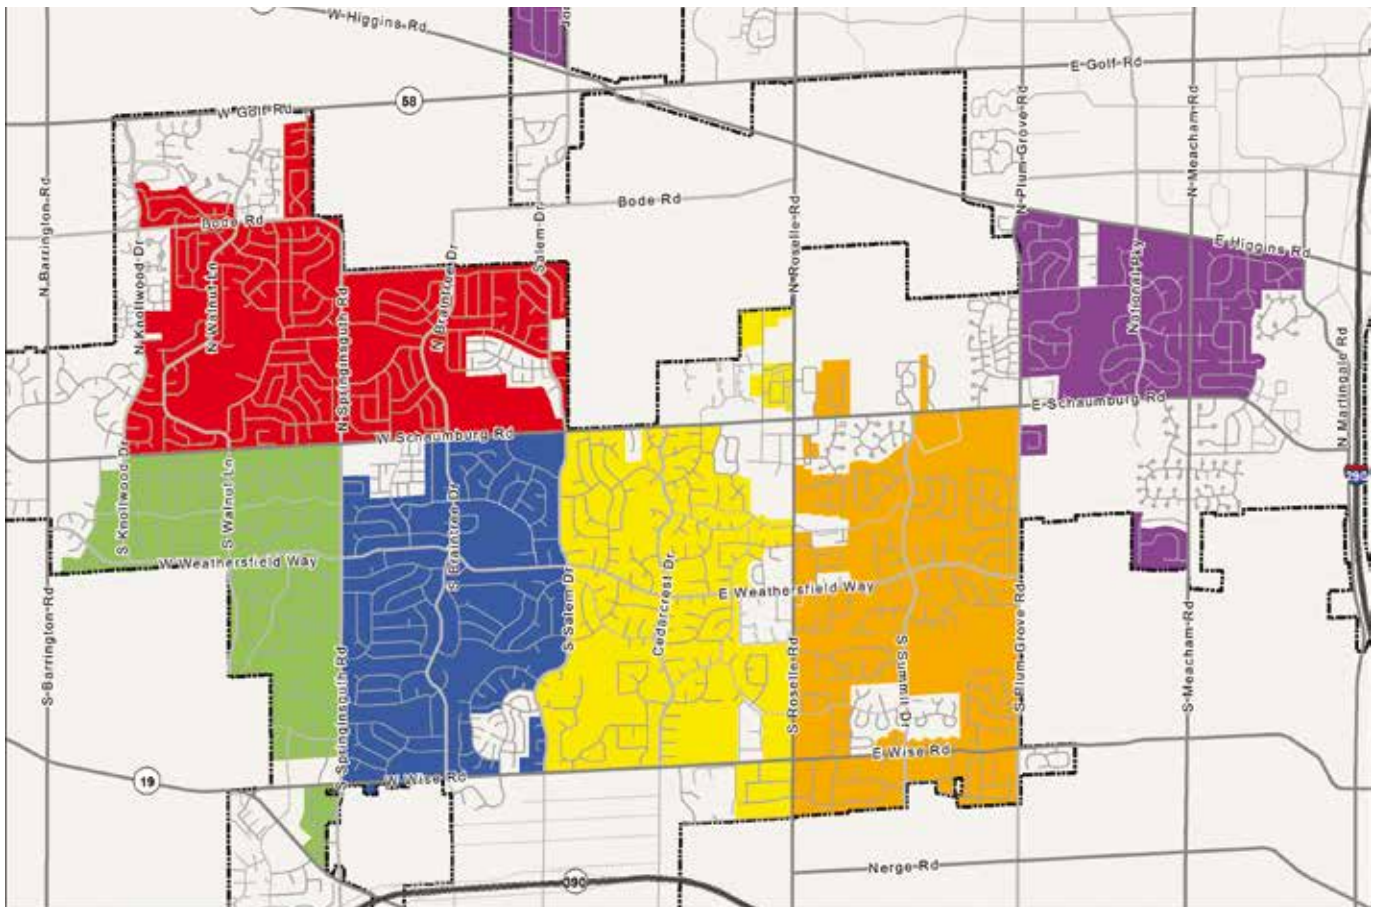 W Higgins Rd
E Golf Rd
58
W Golf Rd
N Plum Grove Rd
N Meacham Rd
N Barrington Rd
Bode Rd
Bode Rd
Salem Dr
N Roselle Rd
E Higgins Rd
N Knollwood Dr
N Walnut Ln
N Springinsguth Rd
N Braintree Dr
National Pky
N Martingale Rd
E Schaumburg Rd
W Schaumburg Rd
S Knollwood Dr
S Walnut Ln
S Braintree Dr
W Weathersfield Way
S Salem Dr
Cedarcrest Dr
E Weathersfield Way
S Barrington Rd
S Springinsguth Rd
S Roselle Rd
S Summit Dr
S Plum Grove Rd
S Meacham Rd
E Wise Rd
19
W Wise Rd
Nerge Rd
390